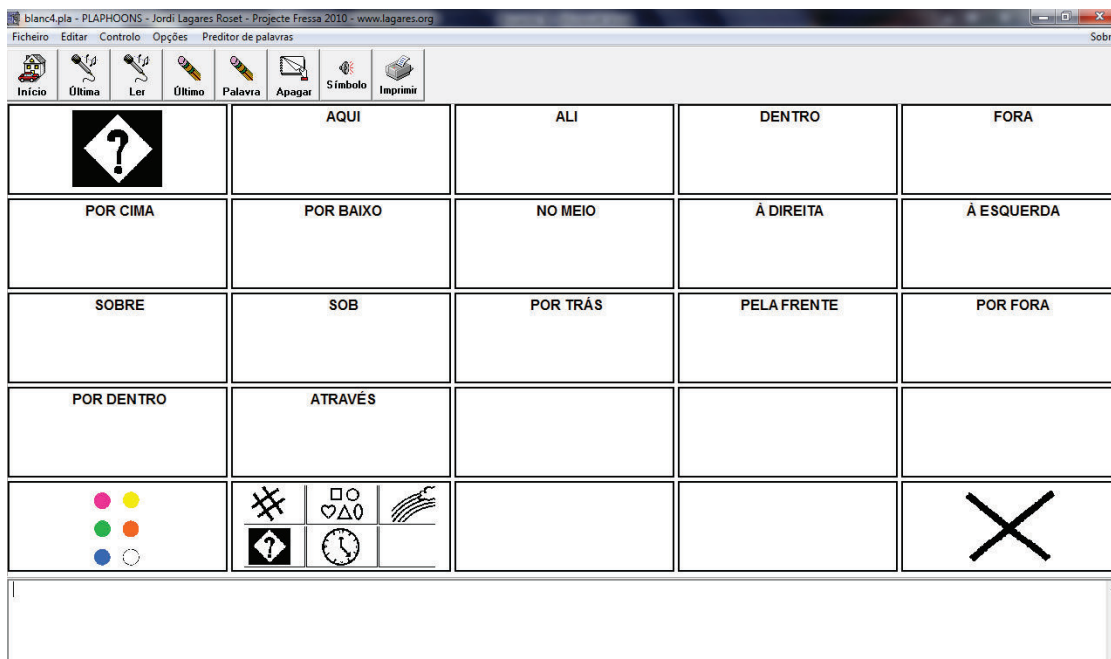 blanc4.pla - PLAPHOONS - Jordi Lagares Roset - Projecte Fressa 2010 - www.lagares.org
Ficheiro Editar Controlo Opções Preditor de palavras Sobr
Início Última Ler Último Palavra Apagar Símbolo Imprimir
? AQUI ALI DENTRO FORA
POR CIMA POR BAIXO NO MEIO À DIREITA À ESQUERDA
SOBRE SOB POR TRÁS PELA FRENTE POR FORA
POR DENTRO ATRAVÉS
?